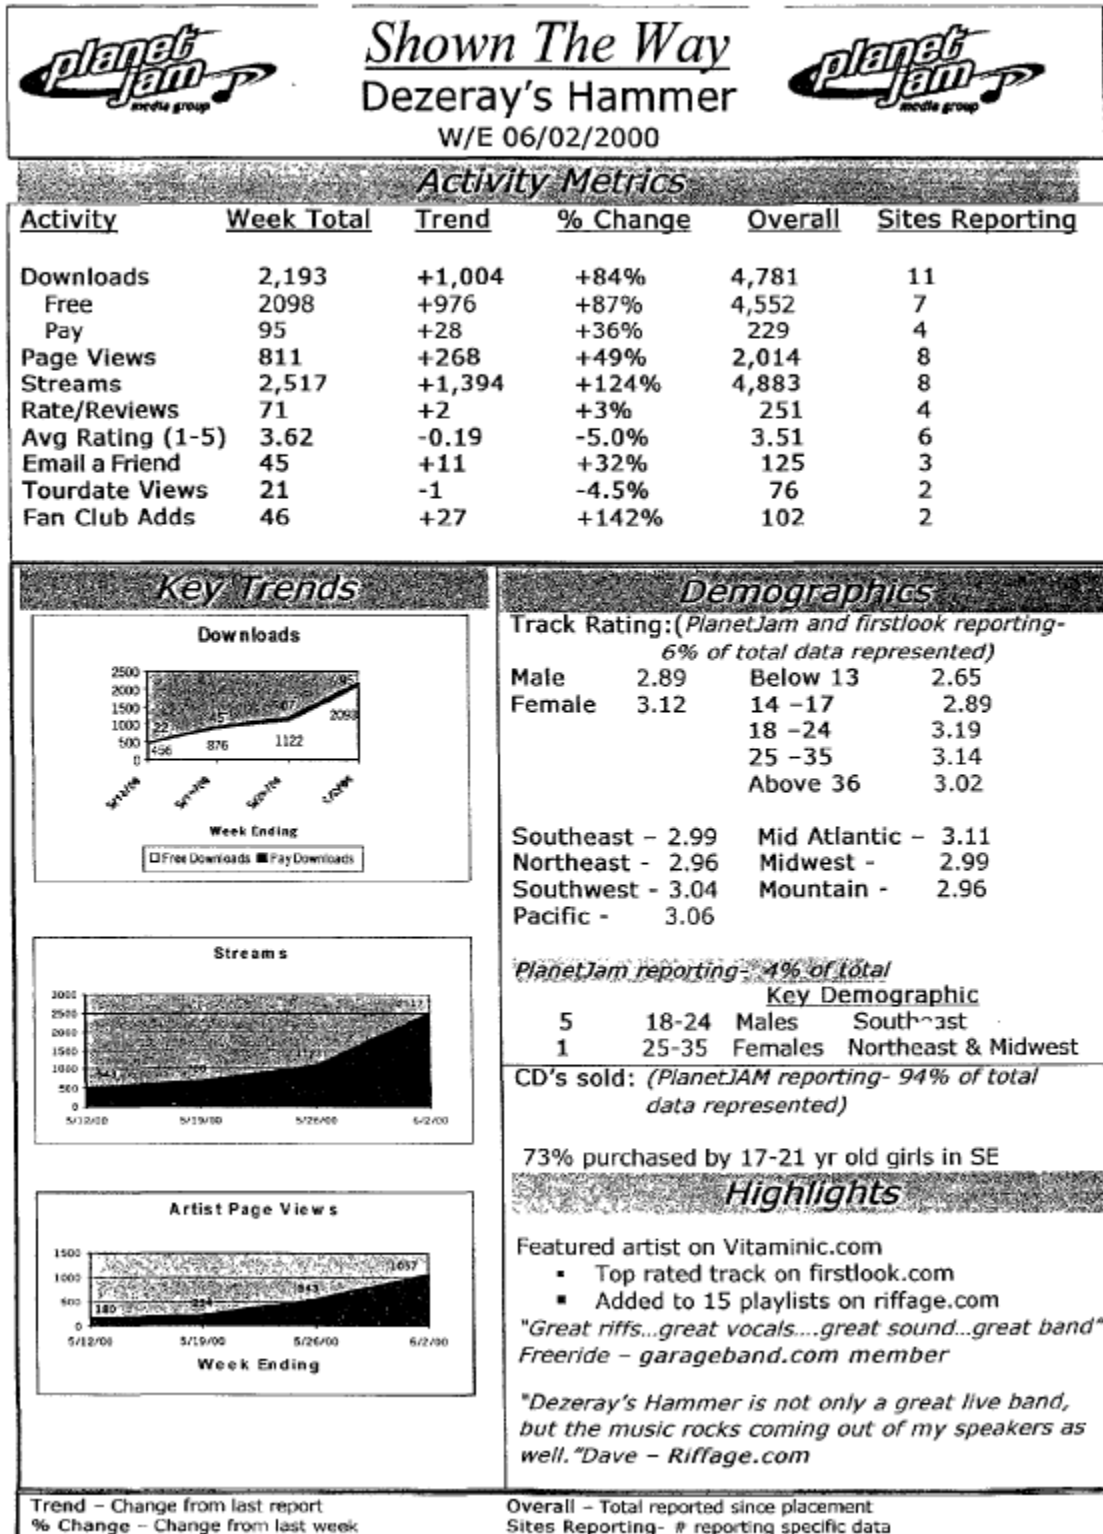 planet jam media group
Shown The Way
planet jam media group
Dezeray's Hammer
W/E 06/02/2000
Activity Metrics
Activity Week Total Trend % Change Overall Sites Reporting
Downloads 2,193 +1,004 +84% 4,781 11
Free 2098 +976 +87% 4,552 7
Pay 95 +28 +36% 229 4
Page Views 811 +268 +49% 2,014 8
Streams 2,517 +1,394 +124% 4,883 8
Rate/Reviews 71 +2 +3% 251 4
Avg Rating (1-5) 3.62 -0.19 -5.0% 3.51 6
Email a Friend 45 +11 +32% 125 3
Tourdate Views 21 -1 -4.5% 76 2
Fan Club Adds 46 +27 +142% 102 2
Key Trends
Downloads
2500
2000
1500
1000
500
0
22 45 67 95
456 876 1122 2098
Week Ending
Free Downloads Pay Downloads
Streams
3000
2500
2000
1500
1000
500
0
2517
5/12/00 5/19/00 5/26/00 6/2/00
Artist Page Views
1500
1000
500
0
180 234 543
5/12/00 5/19/00 5/26/00 6/2/00
Week Ending
Demographics
Track Rating:(PlanetJam and firstlook reporting-
6% of total data represented)
Male 2.89 Below 13 2.65
Female 3.12 14 –17 2.89
18 –24 3.19
25 –35 3.14
Above 36 3.02
Southeast – 2.99 Mid Atlantic – 3.11
Northeast - 2.96 Midwest - 2.99
Southwest - 3.04 Mountain - 2.96
Pacific - 3.06
PlanetJam reporting- 4% of total
Key Demographic
5 18-24 Males Southeast
1 25-35 Females Northeast & Midwest
CD's sold: (PlanetJAM reporting- 94% of total
data represented)
73% purchased by 17-21 yr old girls in SE
Highlights
Featured artist on Vitaminic.com
▪ Top rated track on firstlook.com
▪ Added to 15 playlists on riffage.com
"Great riffs...great vocals....great sound...great band"
Freeride – garageband.com member
"Dezeray's Hammer is not only a great live band,
but the music rocks coming out of my speakers as
well."Dave – Riffage.com
Trend – Change from last report
% Change – Change from last week
Overall – Total reported since placement
Sites Reporting- # reporting specific data